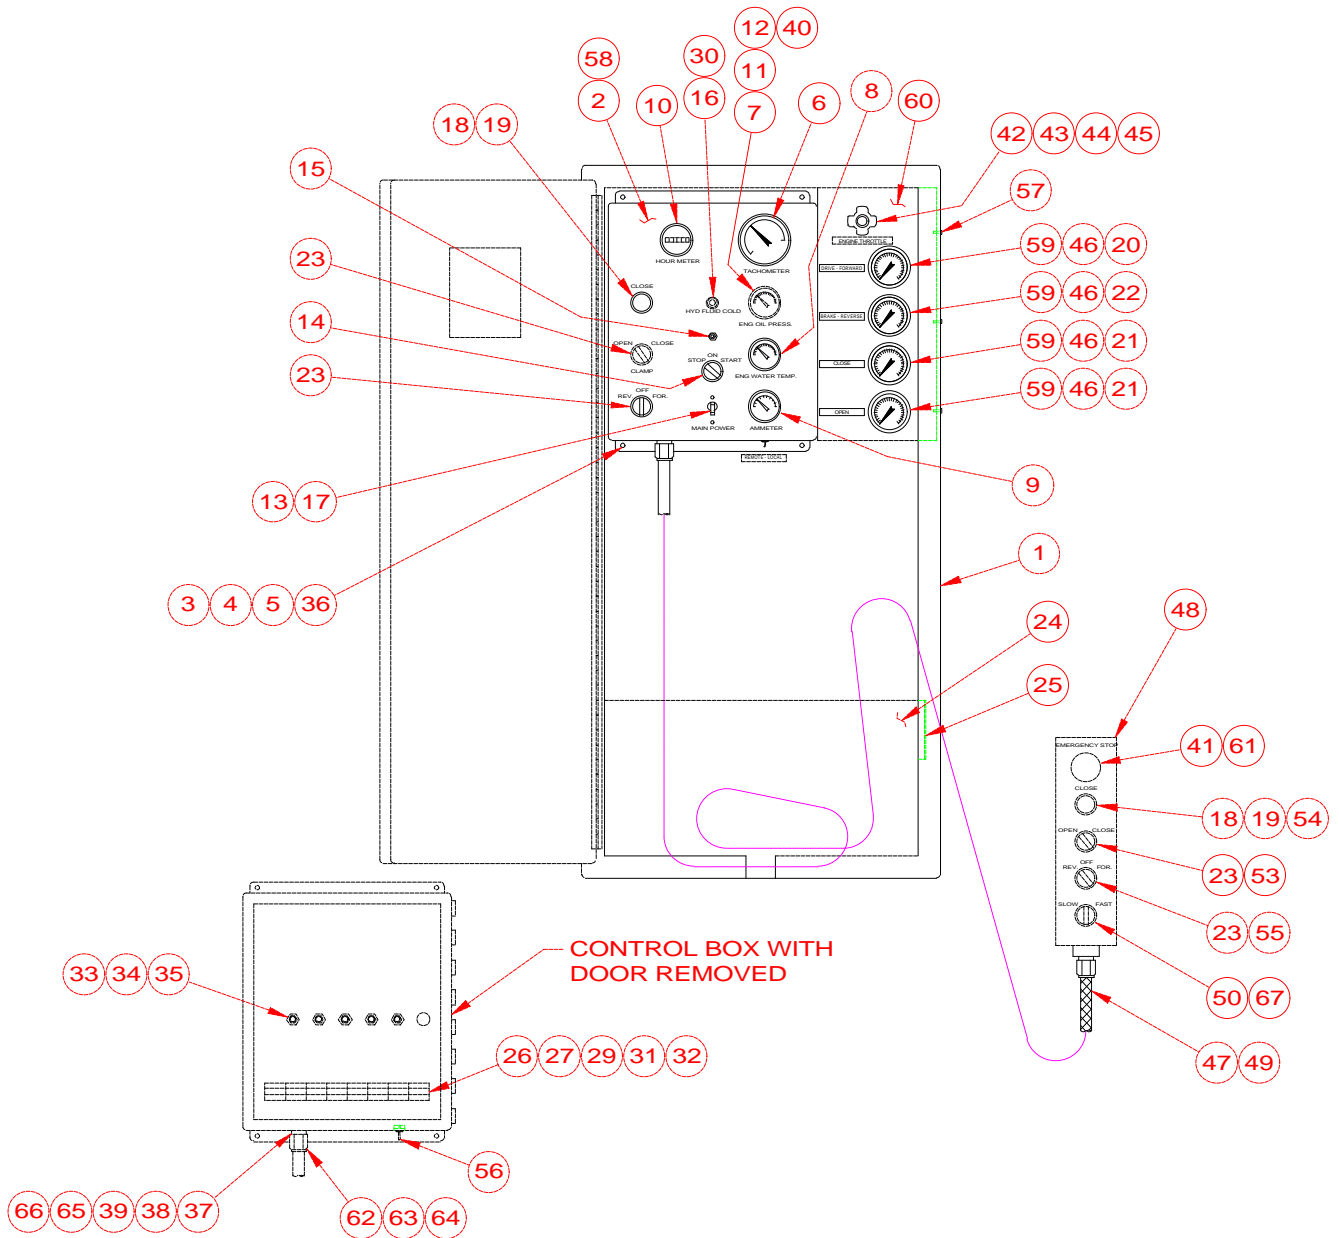 12 40
58 30 11 8
2 10 16 7 6 60
18 19 42 43 44 45
15 57
HOUR METER
TACHOMETER
ENGINE THROTTLE
23
DRIVE - FORWARD
59 46 20
CLOSE
HYD FLUID COLD
ENG OIL PRESS.
BRAKE - REVERSE
59 46 22
14
OPEN CLOSE
CLAMP
ON
STOP START
ENG WATER TEMP.
CLOSE
59 46 21
23
OFF
REV. FOR.
MAIN POWER
AMMETER
OPEN
59 46 21
REMOTE - LOCAL
13 17
9
1
3 4 5 36
24
48
25
EMERGENCY STOP
41 61
CLOSE
18 19 54
OPEN CLOSE
23 53
OFF
REV. FOR.
SLOW FAST
23 55
50 67
47 49
CONTROL BOX WITH
DOOR REMOVED
33 34 35
26 27 29 31 32
56
66 65 39 38 37
62 63 64